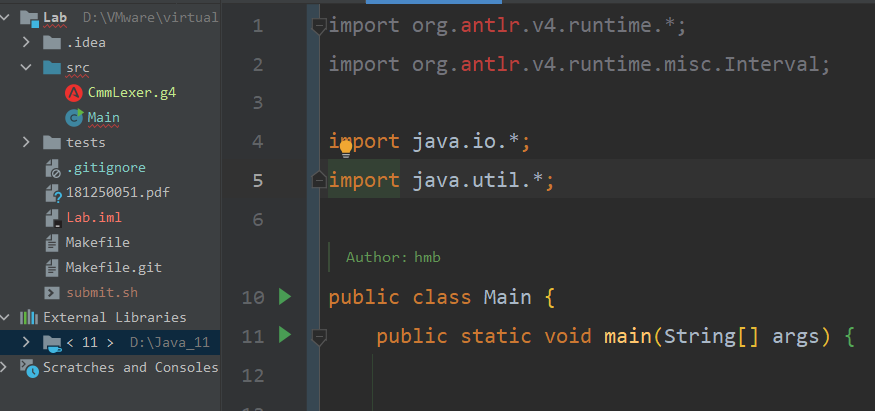 Lab D:\VMware\virtual
.idea
src
CmmLexer.g4
Main
tests
.gitignore
181250051.pdf
Lab.iml
Makefile
Makefile.git
submit.sh
External Libraries
< 11 > D:\Java_11
Scratches and Consoles
1 import org.antlr.v4.runtime.*;
2 import org.antlr.v4.runtime.misc.Interval;
3
4 import java.io.*;
5 import java.util.*;
6
Author: hmb
10 public class Main {
11 public static void main(String[] args) {
12